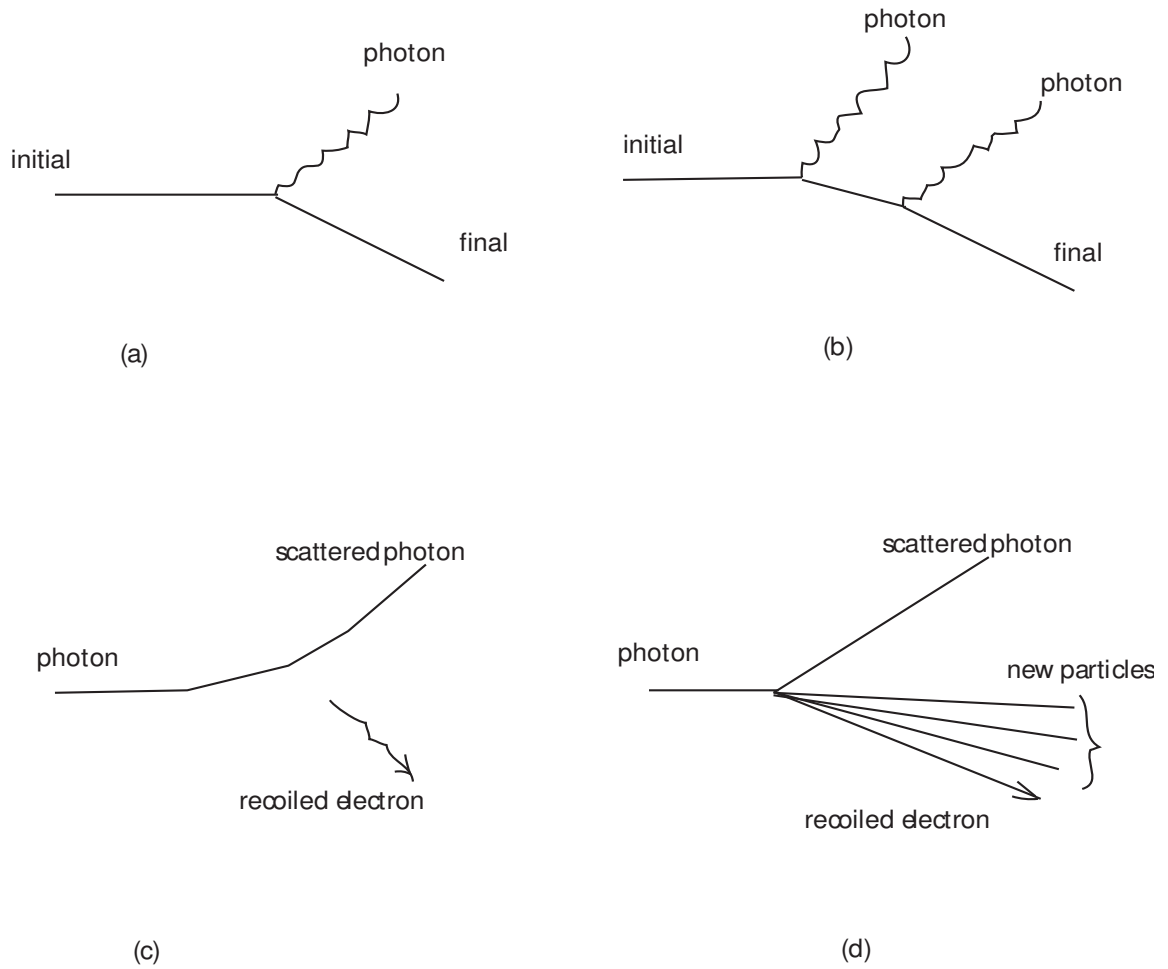 photon
initial
final
(a)
photon
photon
initial
final
(b)
scattered photon
photon
recoiled electron
(c)
scattered photon
photon
new particles
recoiled electron
(d)